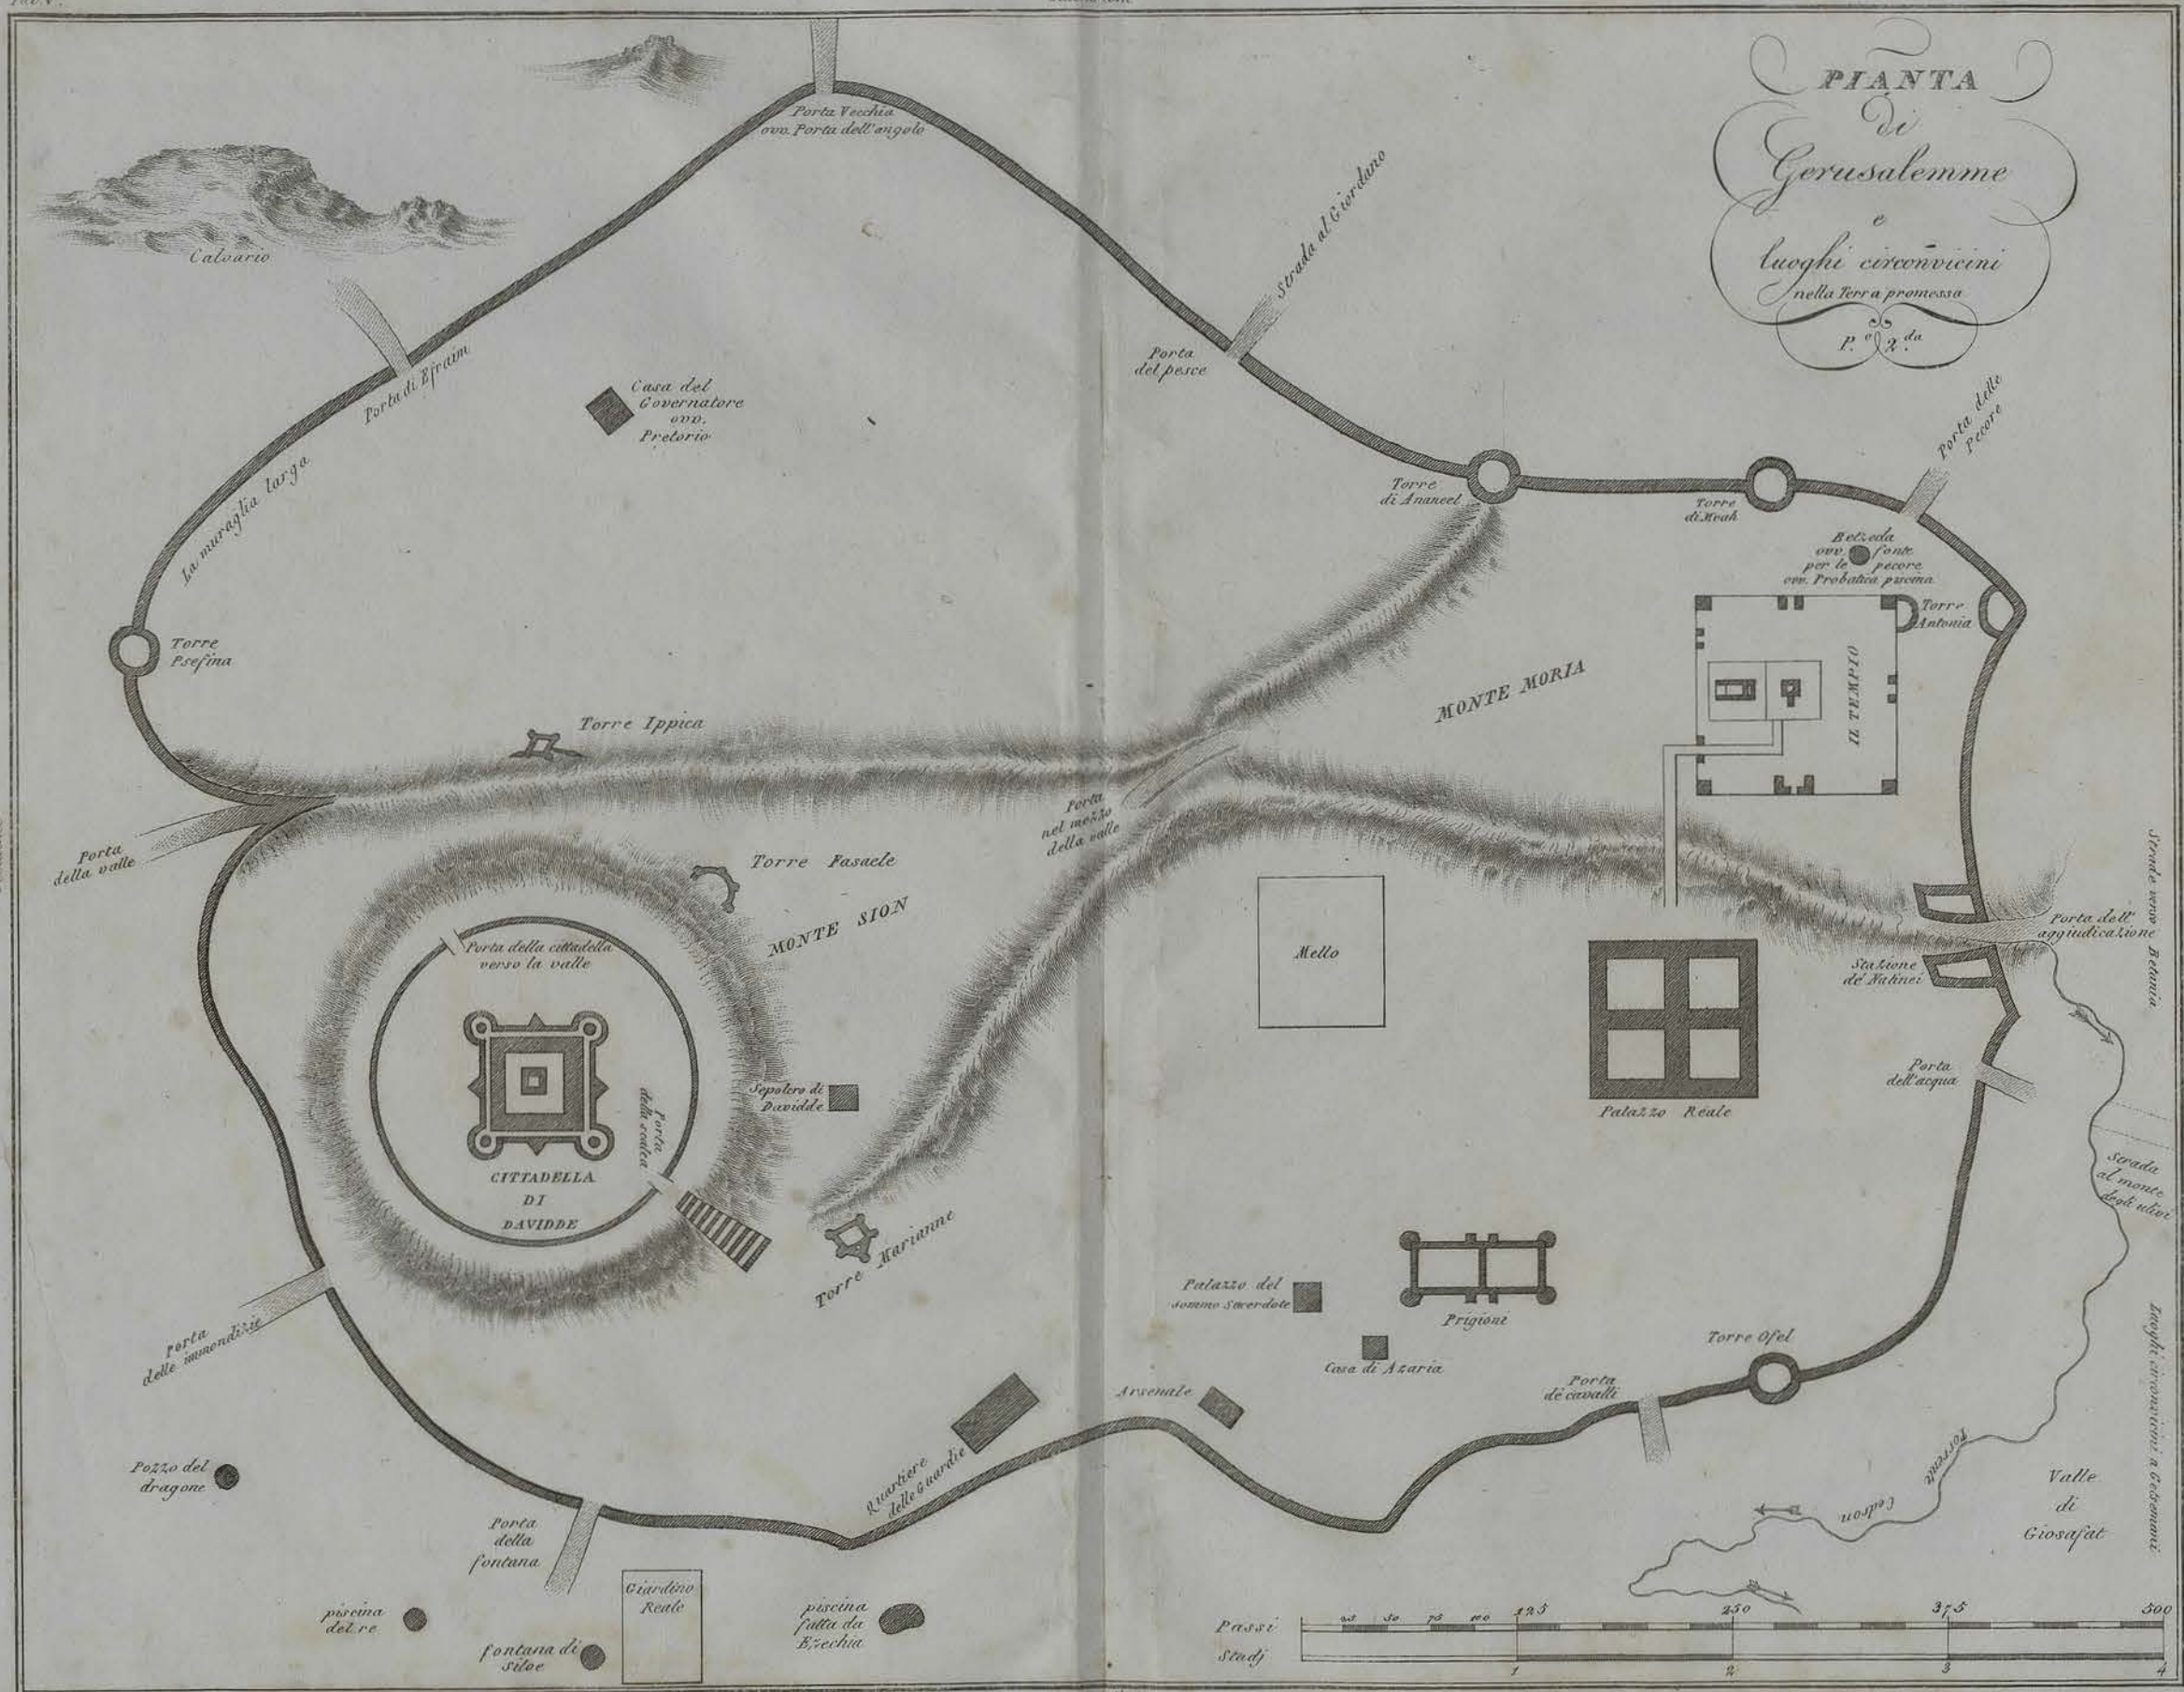 PIANTA
di
Gerusalemme
e
luoghi circonvicini
nella Terra promessa
P.e 2.da
Calvario
Porta Vecchia
ovv. Porta dell'angolo
Strada al Giordano
Porta di Efraim
Porta
del pesce
Casa del
Governatore
ovv.
Pretorio
La muraglia larga
Porta delle
Pecore
Torre
di Ananeel
Torre
di Meah
Betzeda
ovv. fonte
per le pecore
ovv. Probatica piscina
Torre
Antonia
Torre
Psefina
IL TEMPIO
MONTE MORIA
Torre Ippica
Porta
nel mezzo
della valle
Porta
della valle
Torre Fasaele
MONTE SION
Porta della cittadella
verso la valle
Mello
Porta dell'
aggiudicazione
Strade verso Betania
Stazione
de' Natinei
Porta
dell'acqua
Palazzo Reale
Sepolcro di
Davidde
Porta
della scalea
CITTADELLA
DI
DAVIDDE
Strada
al monte
degli ulivi
Torre Marianne
Palazzo del
sommo Sacerdote
Prigioni
Casa di Azaria
Torre Ofel
Porta
de' cavalli
Arsenale
Porta
delle immondizie
Luoghi circonvicini a Getsemani
Quartiere
delle Guardie
Pozzo del
dragone
Torrente
Cedron
Valle
di
Giosafat
Porta
della
fontana
Giardino
Reale
piscina
del re
piscina
fatta da
Ezechia
fontana di
Siloe
Passi 25 50 75 100 125 250 375 500
Stadj 1 2 3 4